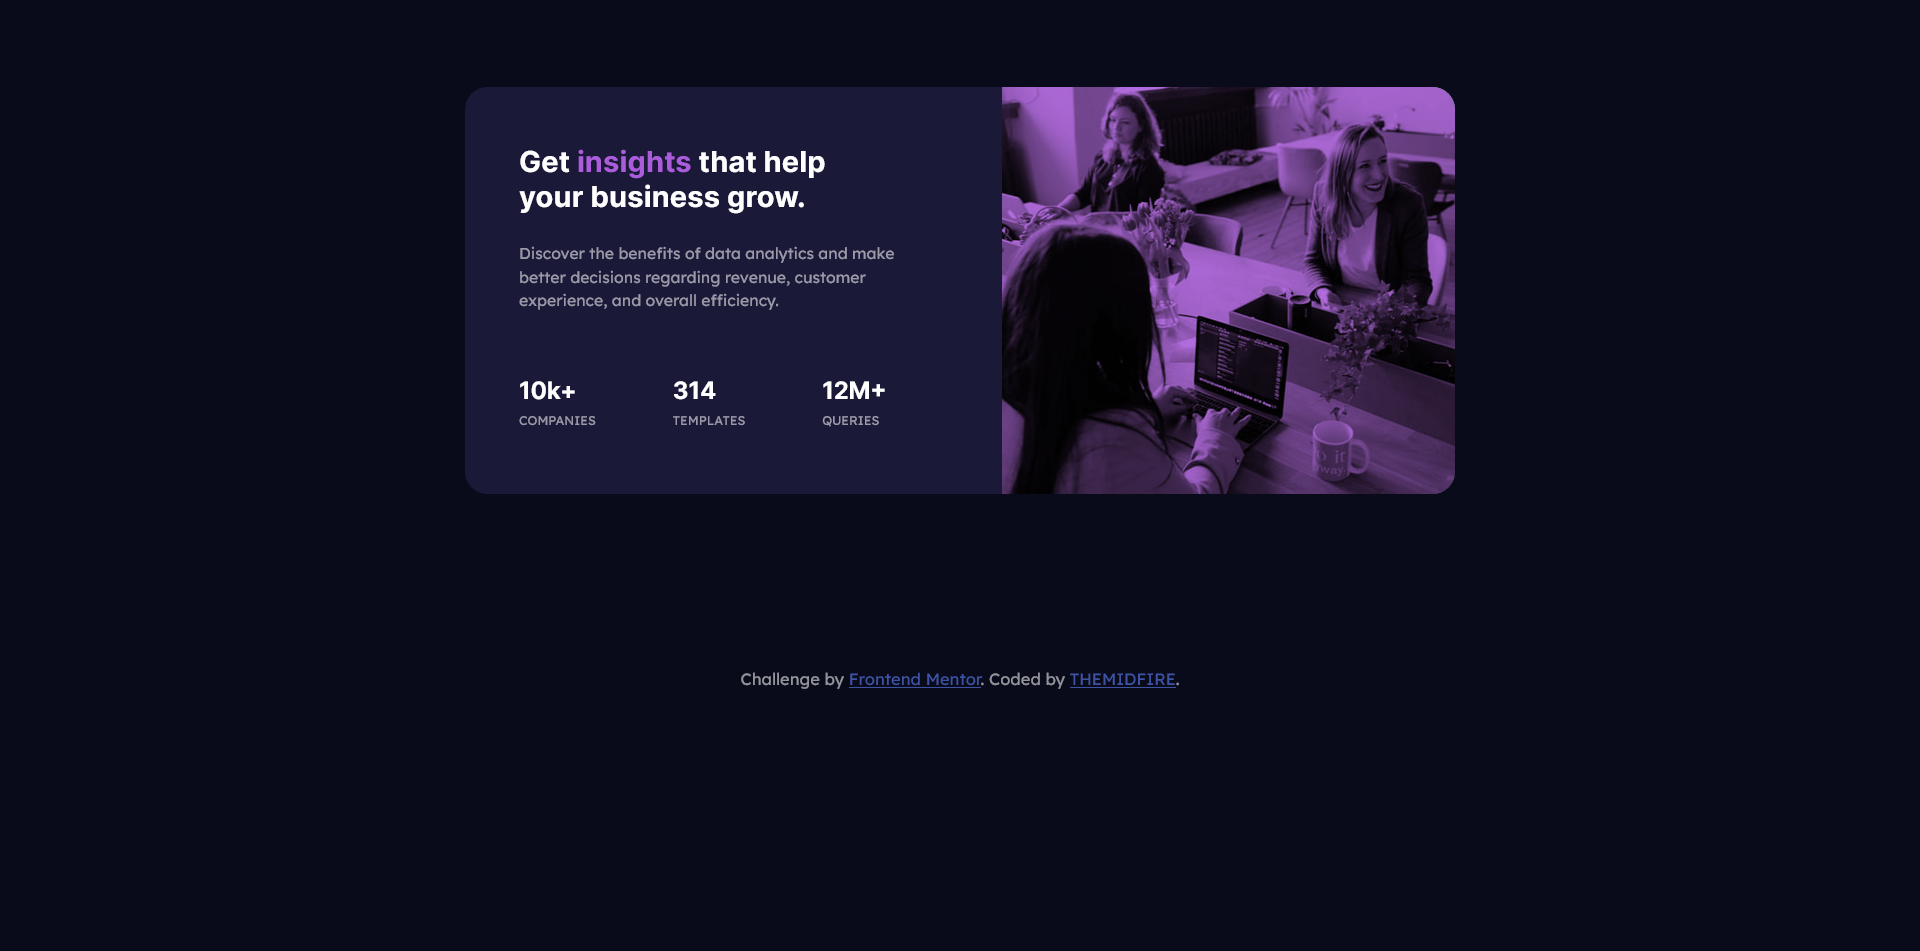 Get insights that help
your business grow.
Discover the benefits of data analytics and make
better decisions regarding revenue, customer
experience, and overall efficiency.
10k+
COMPANIES
314
TEMPLATES
12M+
QUERIES
it
Challenge by Frontend Mentor. Coded by THEMIDFIRE.